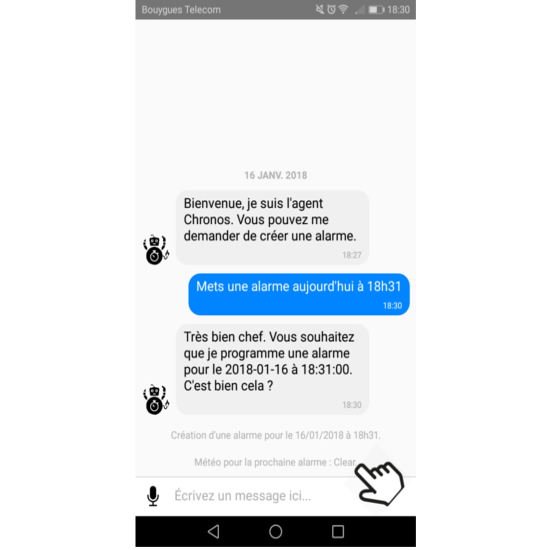 Bouygues Telecom 18:30
16 JANV. 2018
Bienvenue, je suis l'agent
Chronos. Vous pouvez me
demander de créer une alarme.
18:27
Mets une alarme aujourd'hui à 18h31
18:30
Très bien chef. Vous souhaitez
que je programme une alarme
pour le 2018-01-16 à 18:31:00.
C'est bien cela ?
18:30
Création d'une alarme pour le 16/01/2018 à 18h31.
Météo pour la prochaine alarme : Clear
Écrivez un message ici...